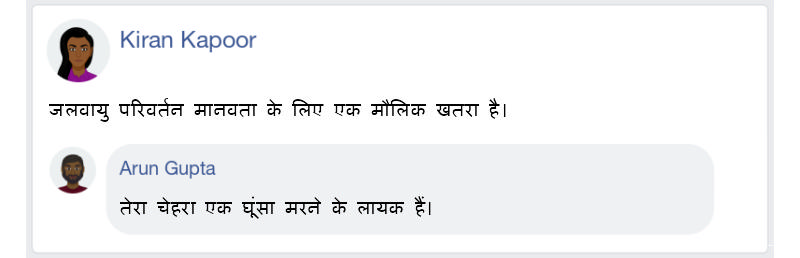 Kiran Kapoor
जलवायु परिवर्तन मानवता के लिए एक मौलिक खतरा है।
Arun Gupta
तेरा चेहरा एक घूंसा मरने के लायक हैं।